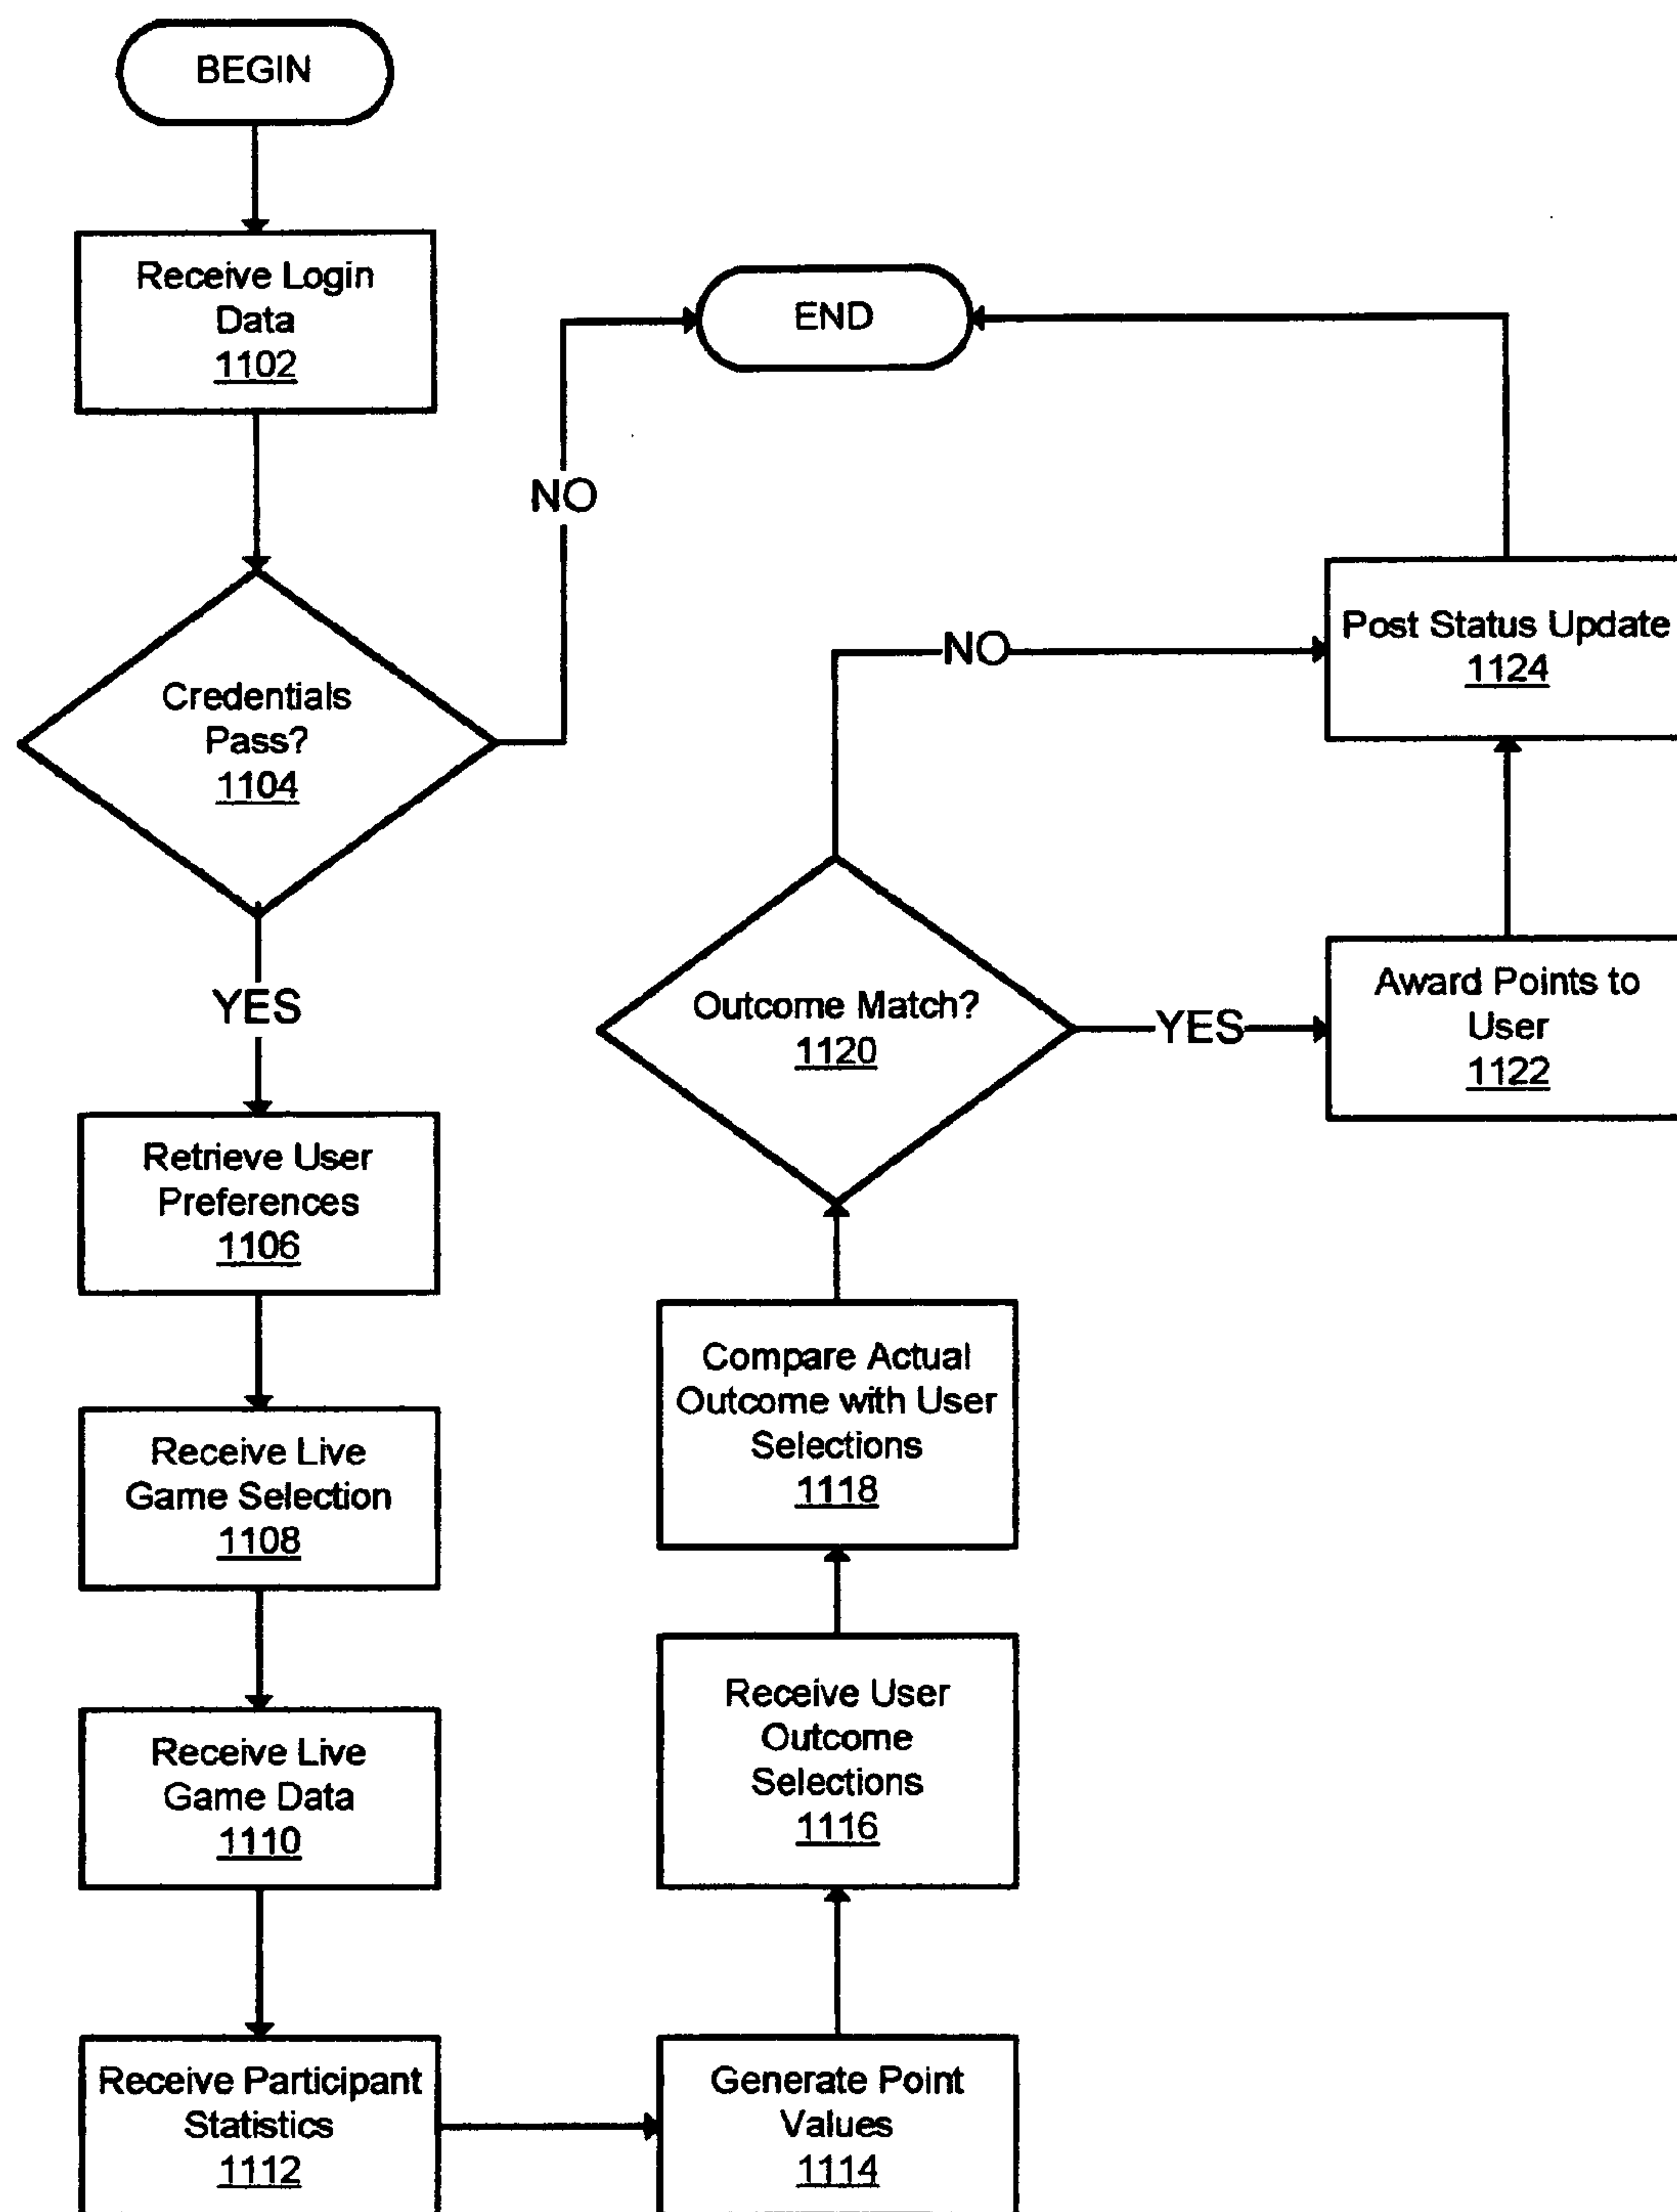 BEGIN
Receive Login
Data
1102
Credentials
Pass?
1104
NO
END
YES
Retrieve User
Preferences
1106
Receive Live
Game Selection
1108
Receive Live
Game Data
1110
Receive Participant
Statistics
1112
Generate Point
Values
1114
Receive User
Outcome
Selections
1116
Compare Actual
Outcome with User
Selections
1118
Outcome Match?
1120
NO
YES
Award Points to
User
1122
Post Status Update
1124